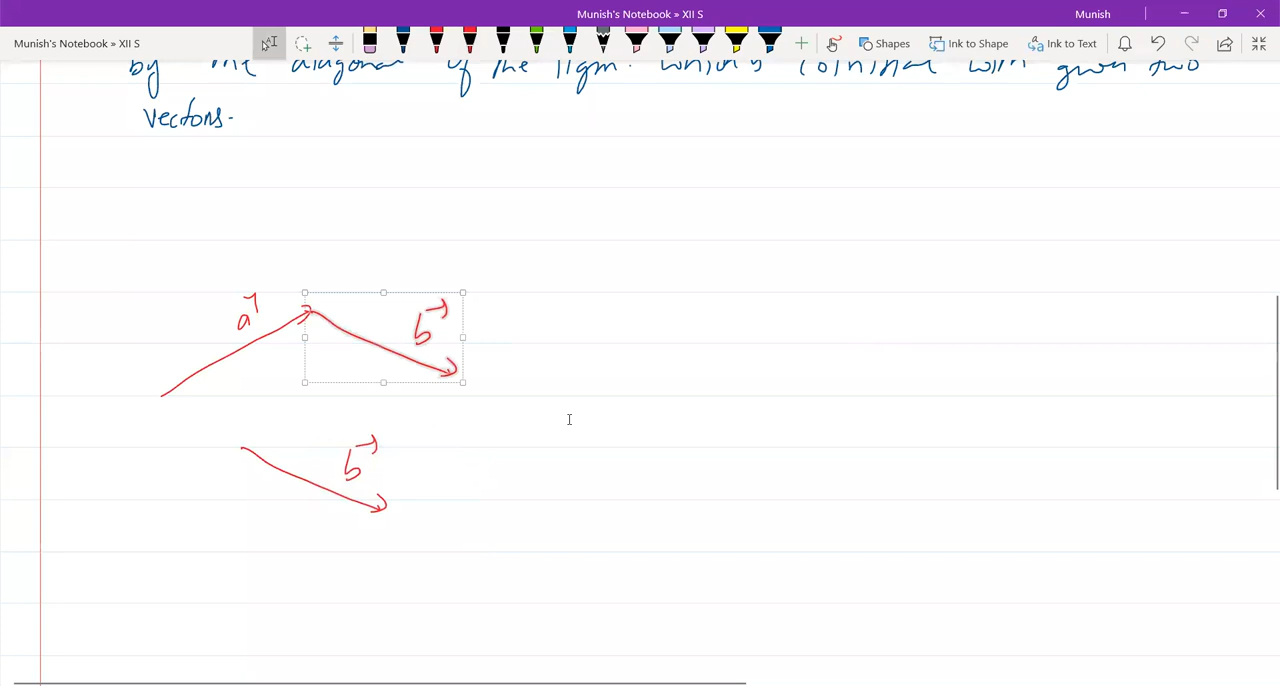 Munish's Notebook » XII S
Munish
Munish's Notebook » XII S
Shapes
Ink to Shape
Ink to Text
by the diagonal of the llgm. which is coinitial with given two
vectors.
a→
b→
b→